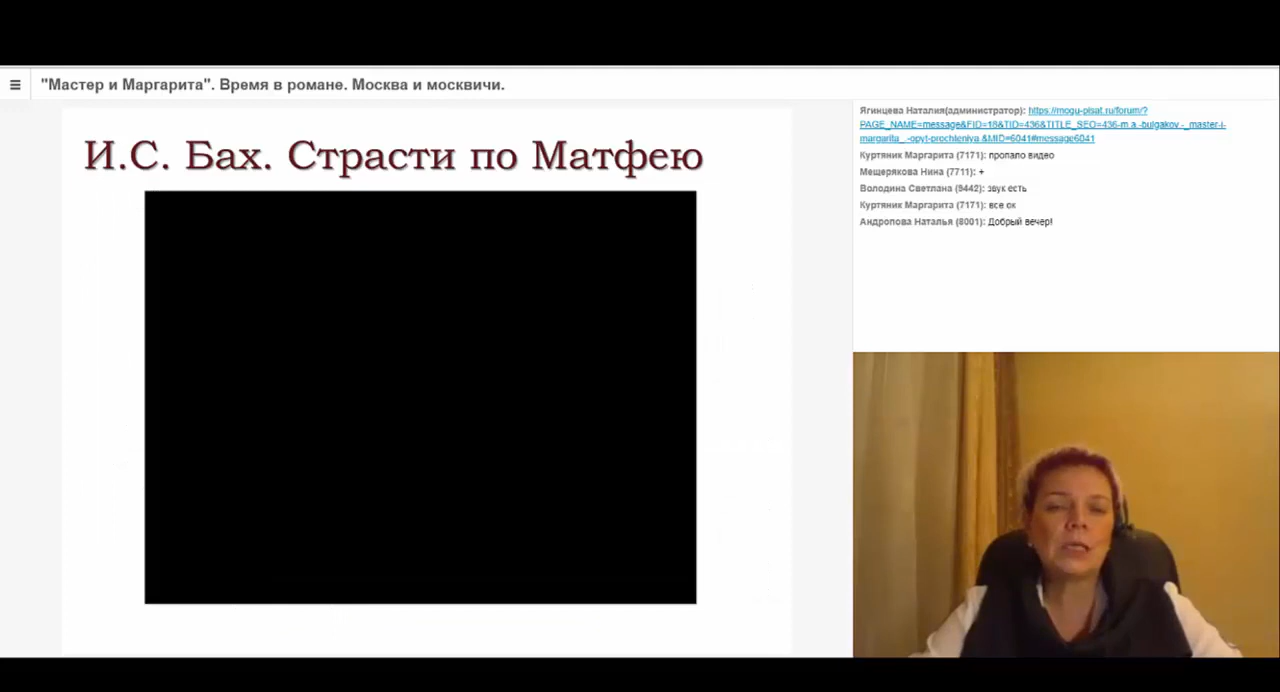 "Мастер и Маргарита". Время в романе. Москва и москвичи.
И.С. Бах. Страсти по Матфею
Ягинцева Наталия(администратор): https://mogu-pisat.ru/forum/?
PAGE_NAME=message&FID=18&TID=436&TITLE_SEO=436-m.a.-bulgakov.-_master-i-
margarita_.-opyt-prochteniya.&MID=6041#message6041
Куртяник Маргарита (7171): пропало видео
Мещерякова Нина (7711): +
Володина Светлана (9442): звук есть
Куртяник Маргарита (7171): все ок
Андропова Наталья (8001): Добрый вечер!